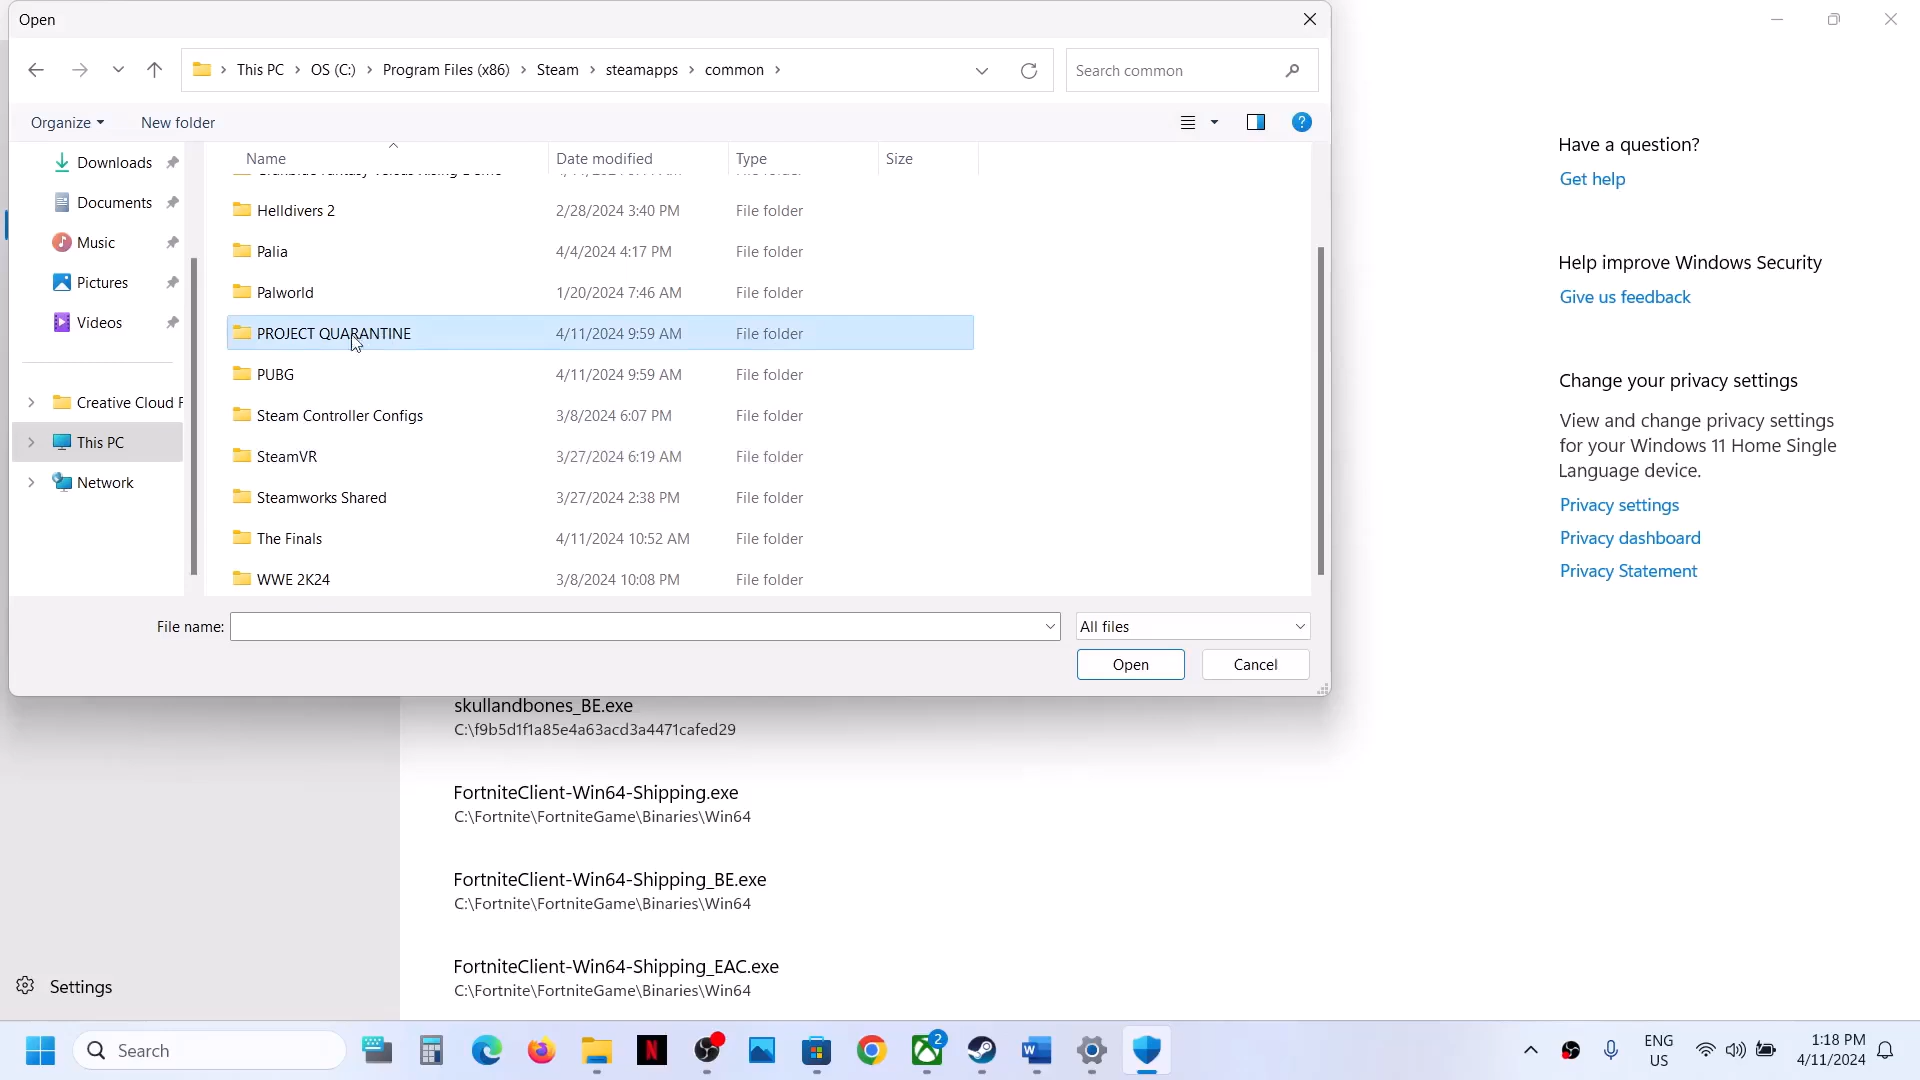 Open
This PC > OS (C:) > Program Files (x86) > Steam > steamapps > common >
Search common
Organize
New folder
Downloads
Documents
Music
Pictures
Videos
Creative Cloud F
This PC
Network
Name
Date modified
Type
Size
Helldivers 2 2/28/2024 3:40 PM File folder
Palia 4/4/2024 4:17 PM File folder
Palworld 1/20/2024 7:46 AM File folder
PROJECT QUARANTINE 4/11/2024 9:59 AM File folder
PUBG 4/11/2024 9:59 AM File folder
Steam Controller Configs 3/8/2024 6:07 PM File folder
SteamVR 3/27/2024 6:19 AM File folder
Steamworks Shared 3/27/2024 2:38 PM File folder
The Finals 4/11/2024 10:52 AM File folder
WWE 2K24 3/8/2024 10:08 PM File folder
File name:
All files
Open
Cancel
Have a question?
Get help
Help improve Windows Security
Give us feedback
Change your privacy settings
View and change privacy settings
for your Windows 11 Home Single
Language device.
Privacy settings
Privacy dashboard
Privacy Statement
skullandbones_BE.exe
C:\f9b5d1f1a85e4a63acd3a4471cafed29
FortniteClient-Win64-Shipping.exe
C:\Fortnite\FortniteGame\Binaries\Win64
FortniteClient-Win64-Shipping_BE.exe
C:\Fortnite\FortniteGame\Binaries\Win64
FortniteClient-Win64-Shipping_EAC.exe
C:\Fortnite\FortniteGame\Binaries\Win64
Settings
Search
2
ENG
US
1:18 PM
4/11/2024